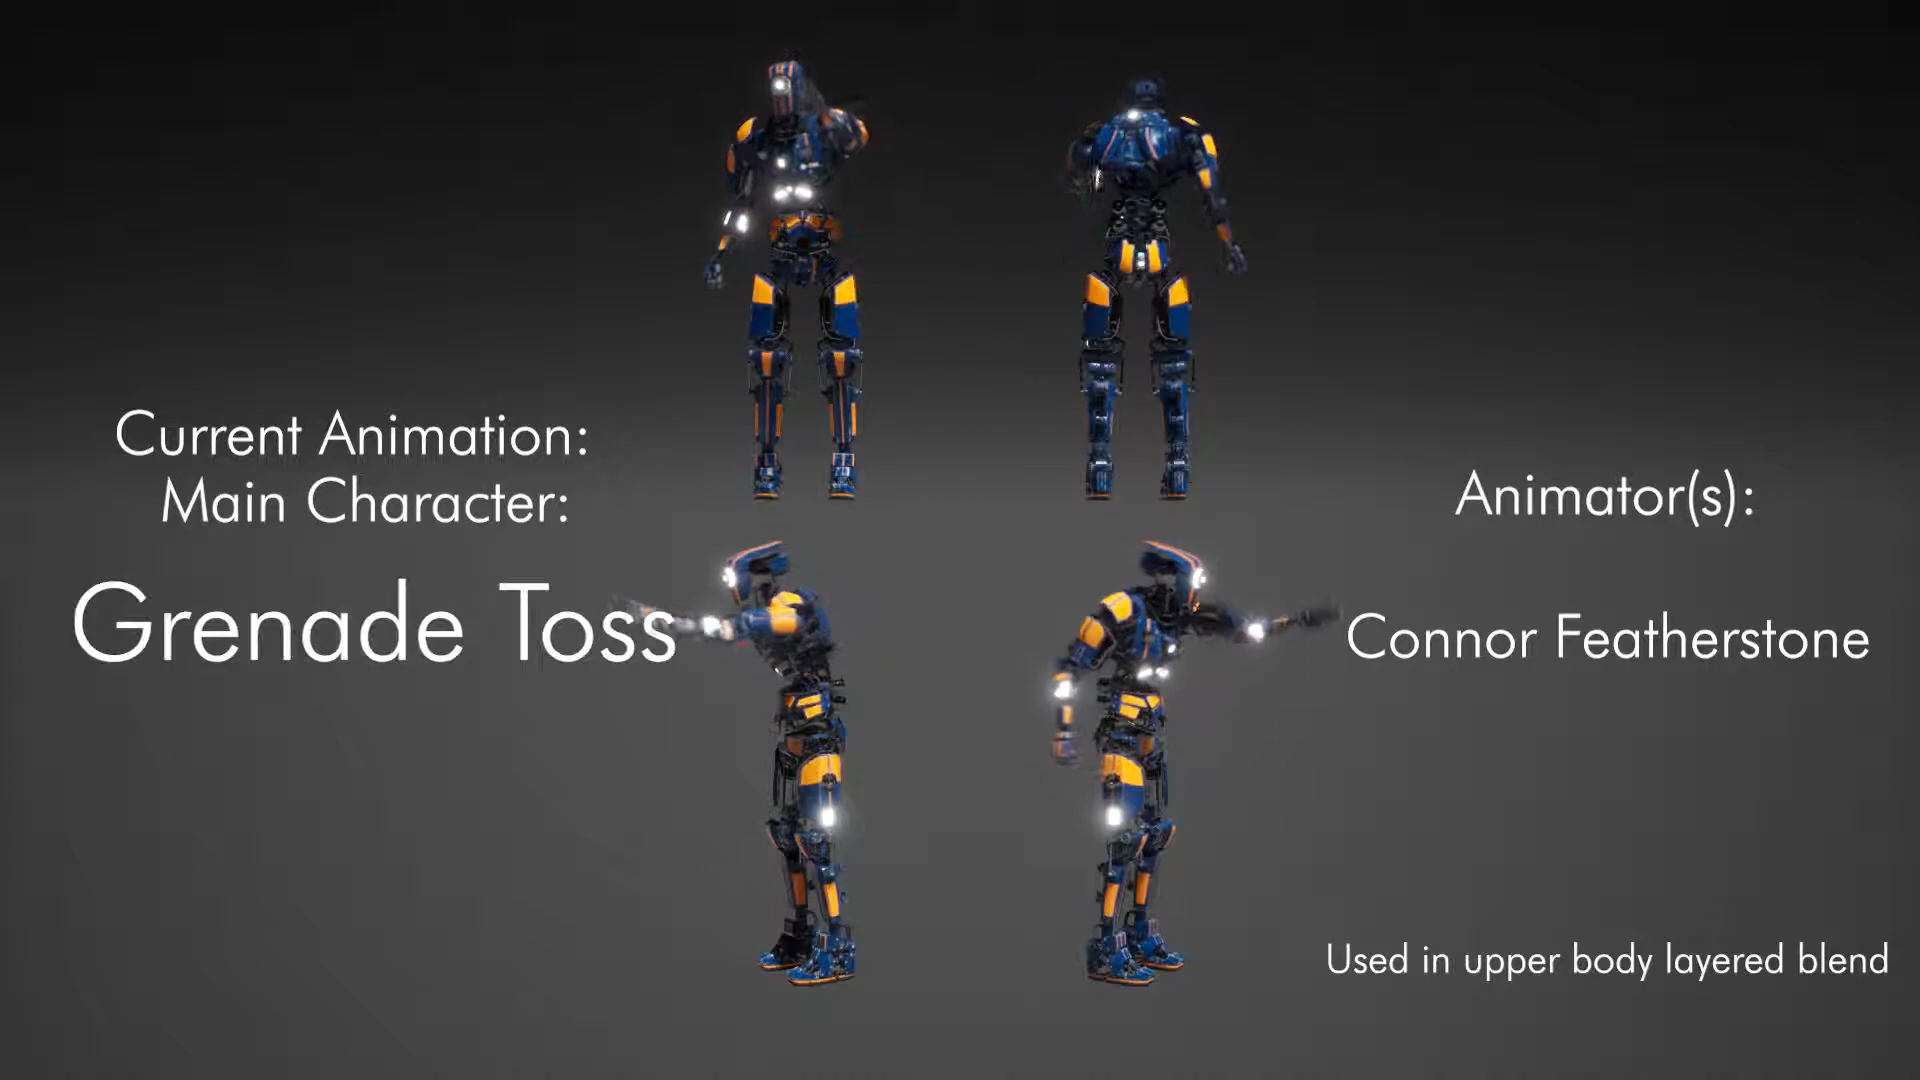 Current Animation:
Main Character:
Grenade Toss
Animator(s):
Connor Featherstone
Used in upper body layered blend